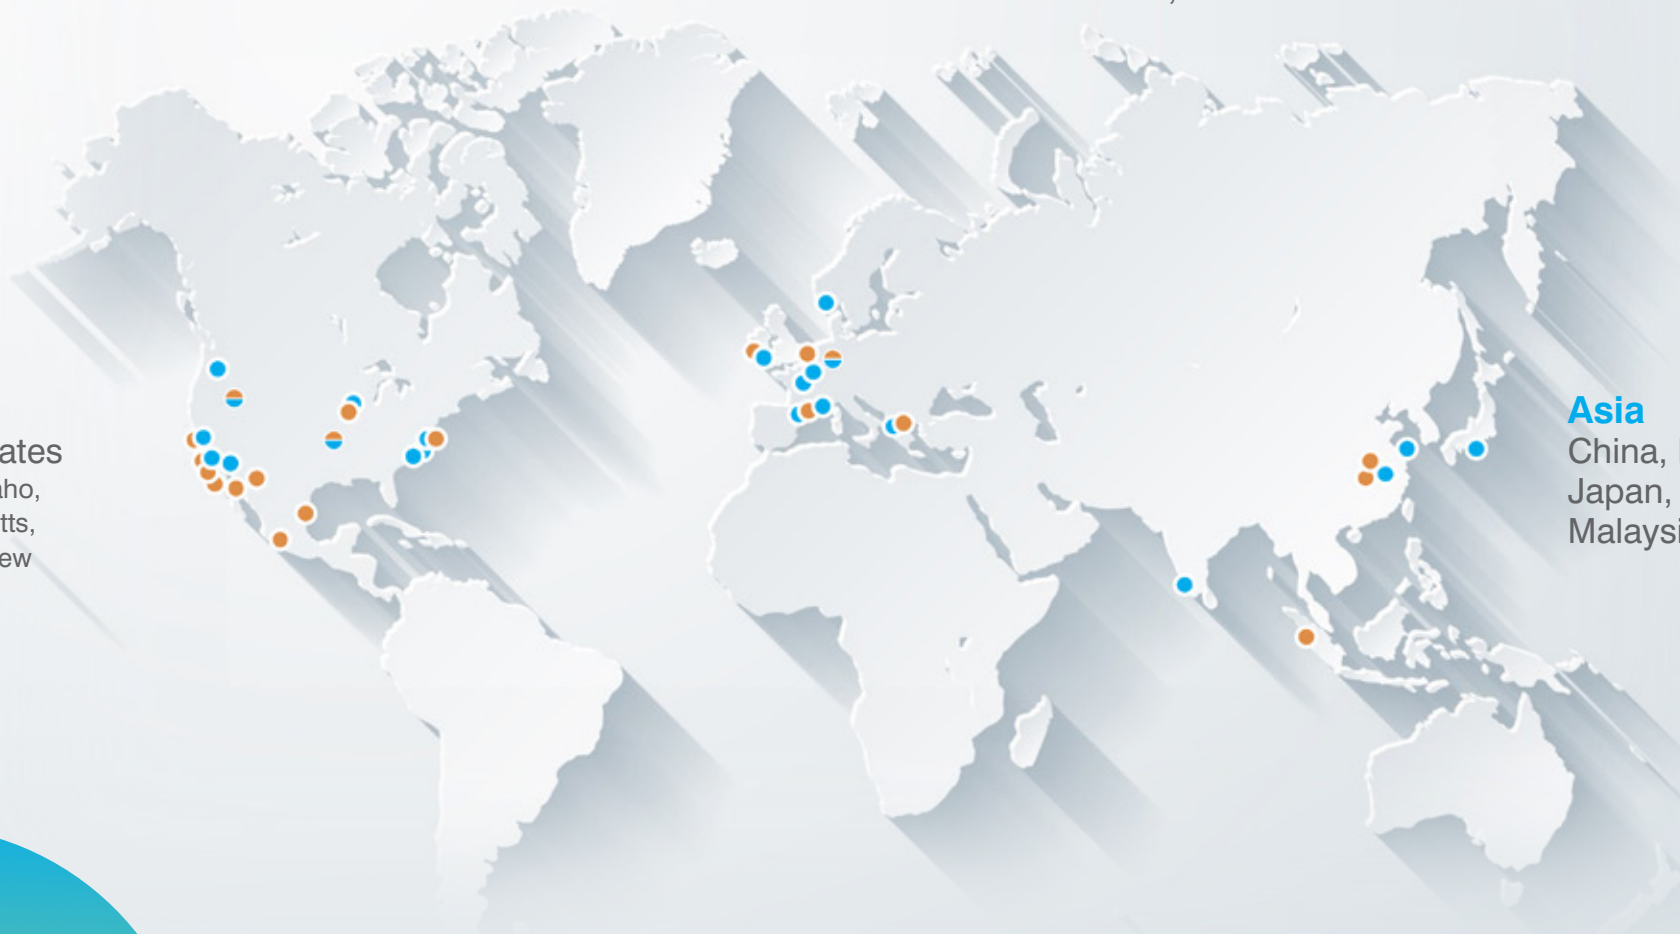 ates
aho,
tts,
ew
Asia
China,
Japan,
Malaysi